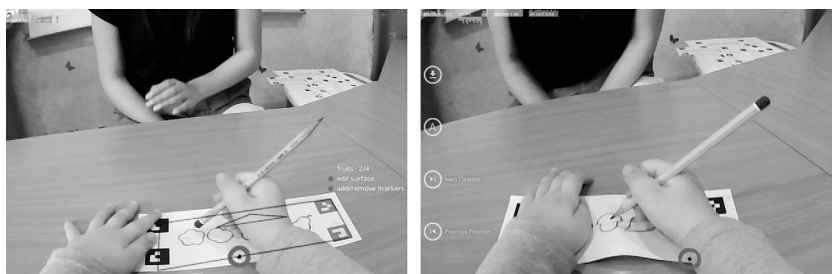 fruits 2/4
edit surface
add/remove markers
A
Next Fixation
Previous Fixation